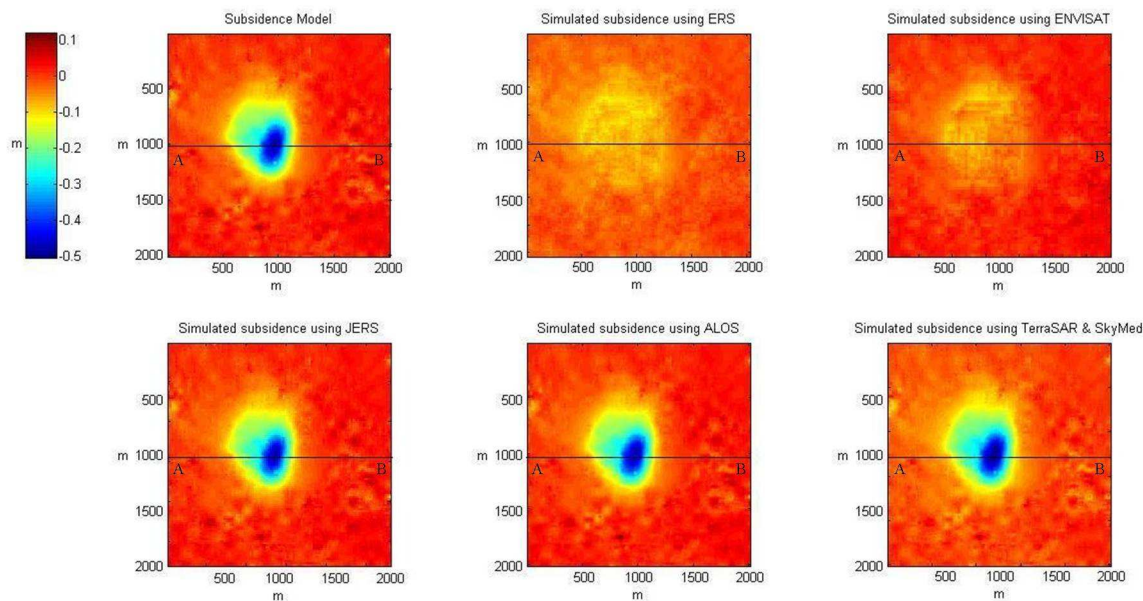 Subsidence Model
Simulated subsidence using ERS
Simulated subsidence using ENVISAT
0.1
0
-0.1
m
-0.2
-0.3
-0.4
-0.5
500
m 1000
1500
2000
A B
500 1000 1500 2000
m
500
m 1000
1500
2000
A B
500 1000 1500 2000
m
500
m 1000
1500
2000
A B
500 1000 1500 2000
m
Simulated subsidence using JERS
Simulated subsidence using ALOS
Simulated subsidence using TerraSAR & SkyMed
500
m 1000
1500
2000
A B
500 1000 1500 2000
m
500
m 1000
1500
2000
A B
500 1000 1500 2000
m
500
m 1000
1500
2000
A B
500 1000 1500 2000
m